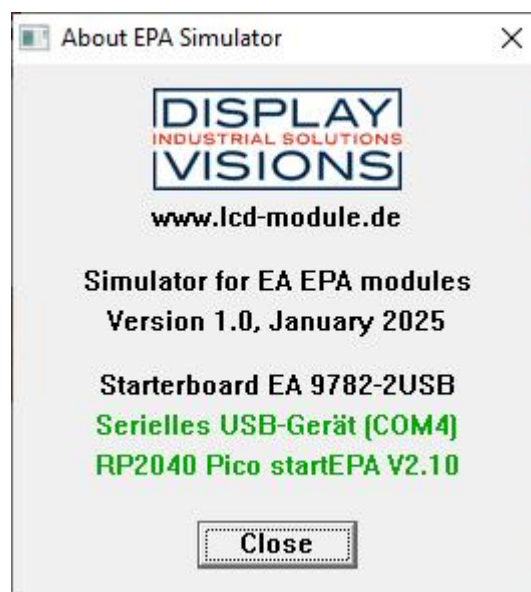 About EPA Simulator
DISPLAY
INDUSTRIAL SOLUTIONS
VISIONS
www.lcd-module.de
Simulator for EA EPA modules
Version 1.0, January 2025
Starterboard EA 9782-2USB
Serielles USB-Gerät (COM4)
RP2040 Pico startEPA V2.10
Close